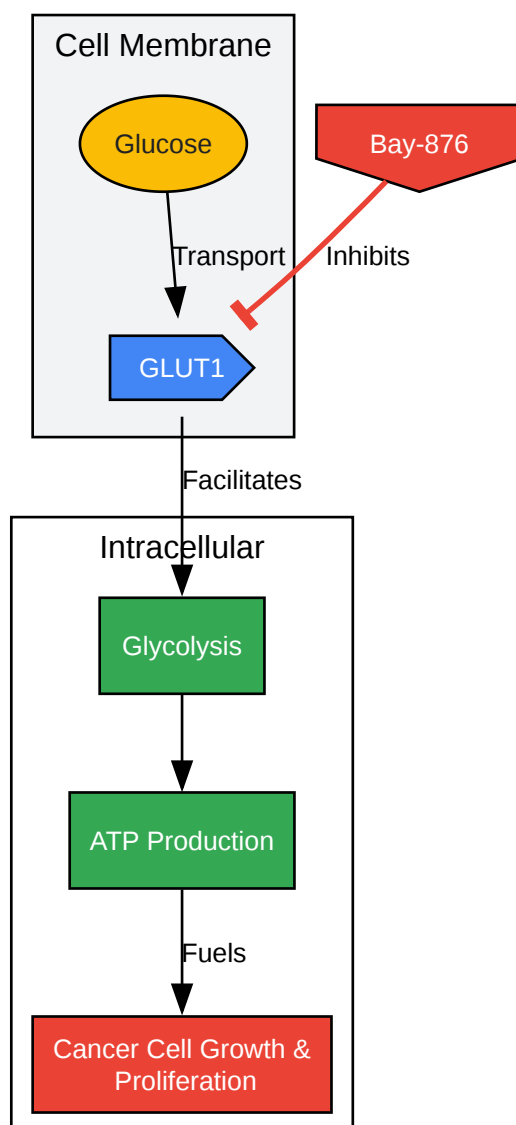 Cell Membrane
Glucose
Bay-876
Transport
Inhibits
GLUT1
Facilitates
Intracellular
Glycolysis
ATP Production
Fuels
Cancer Cell Growth &
Proliferation